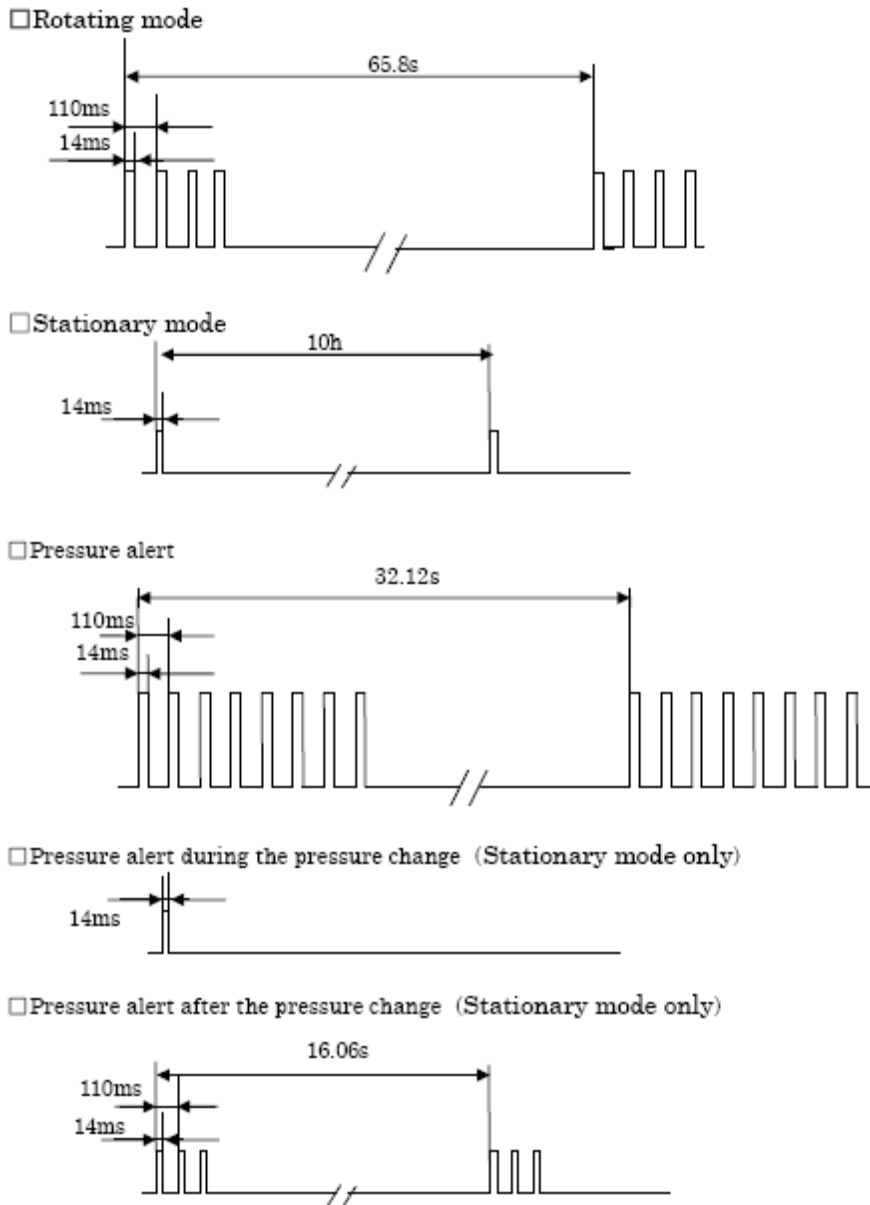 □Rotating mode
65.8s
110ms
14ms
□Stationary mode
10h
14ms
□Pressure alert
32.12s
110ms
14ms
□Pressure alert during the pressure change (Stationary mode only)
14ms
□Pressure alert after the pressure change (Stationary mode only)
16.06s
110ms
14ms